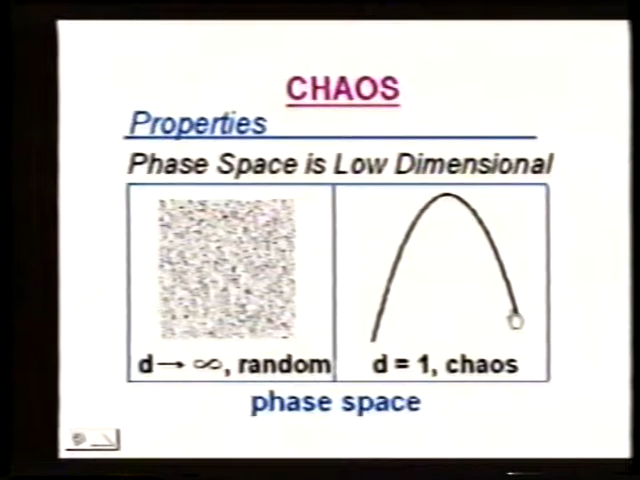 CHAOS
Properties
Phase Space is Low Dimensional
d → ∞, random
d = 1, chaos
phase space